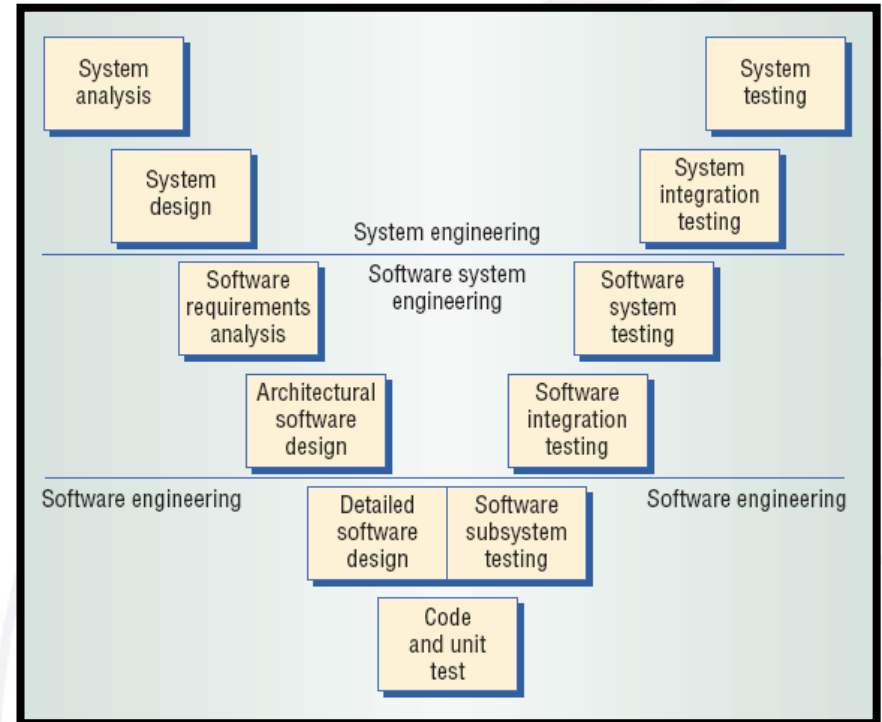 System
analysis
System
testing
System
design
System
integration
testing
System engineering
Software
requirements
analysis
Software system
engineering
Software
system
testing
Architectural
software
design
Software
integration
testing
Software engineering
Detailed
software
design
Software
subsystem
testing
Software engineering
Code
and unit
test